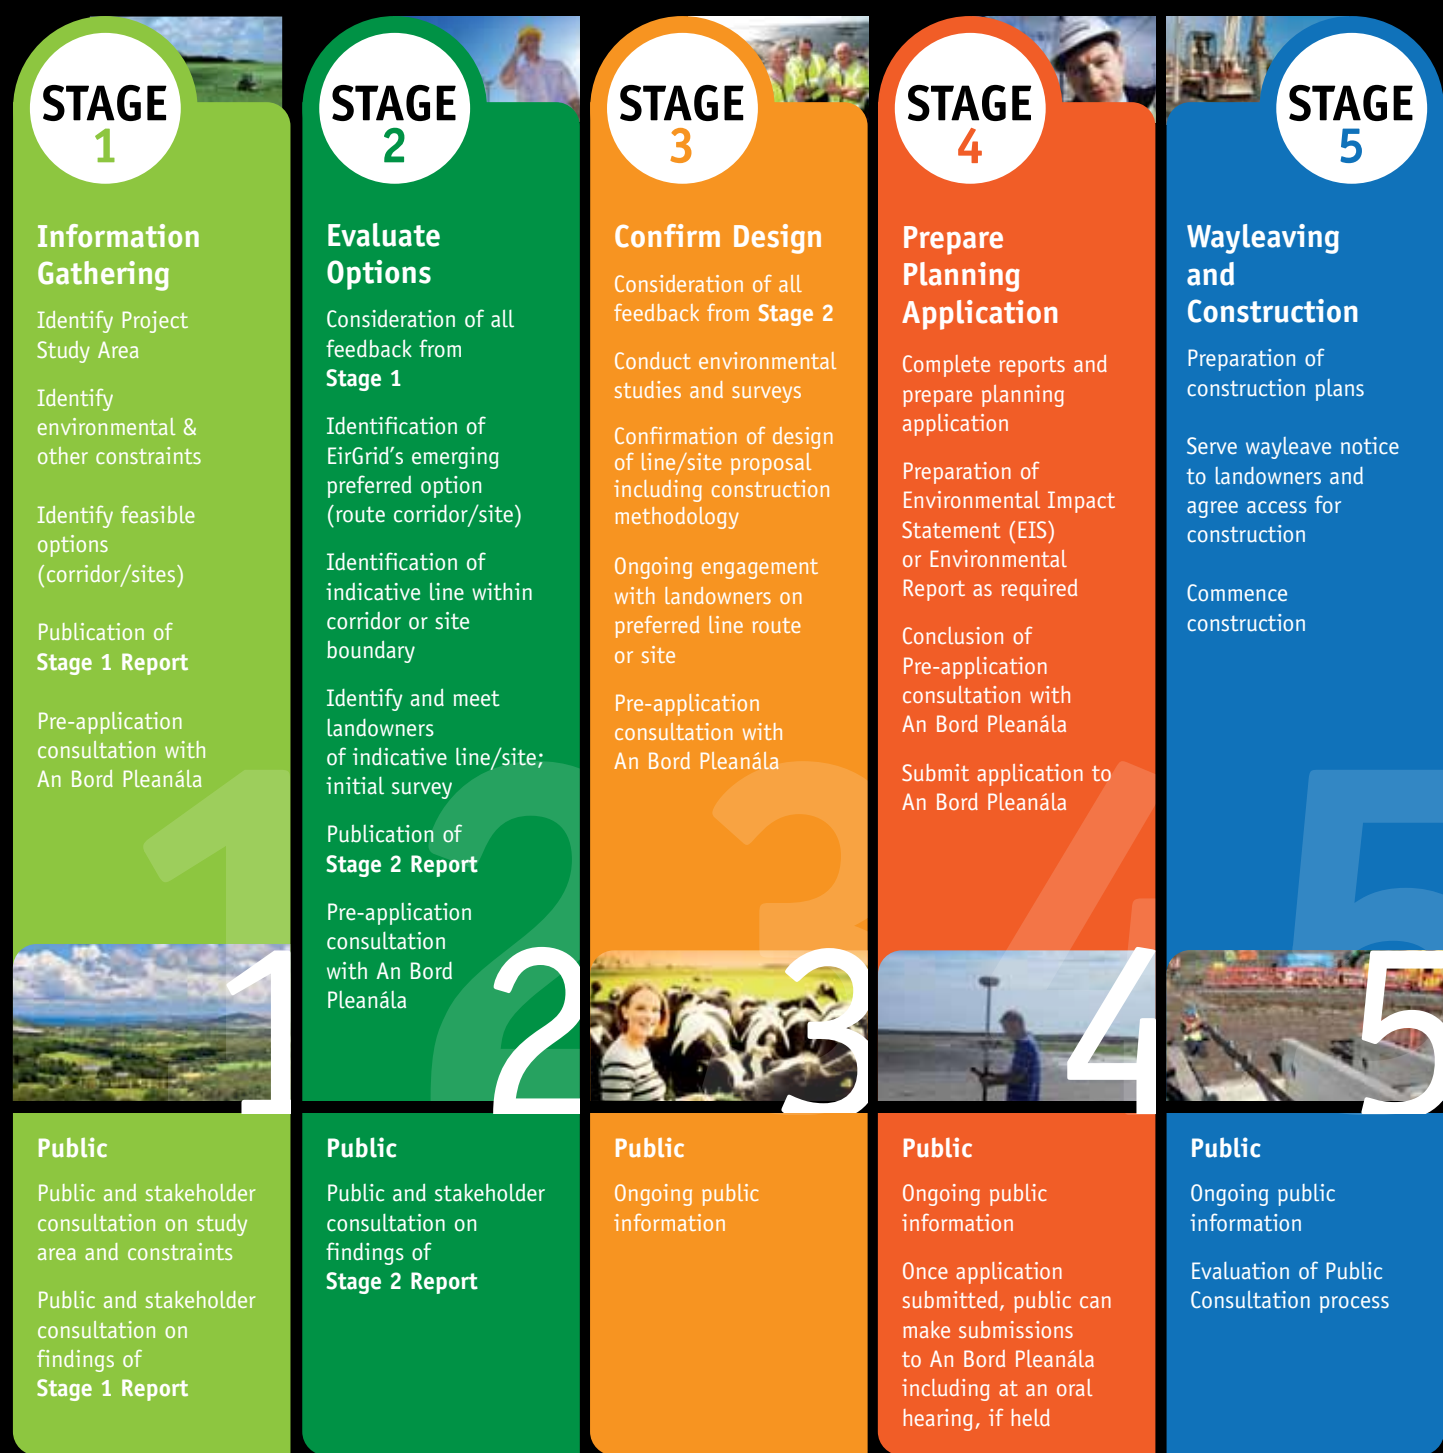 STAGE
1
Information
Gathering
Identify Project
Study Area
Identify
environmental &
other constraints
Identify feasible
options
(corridor/sites)
Publication of
Stage 1 Report
Pre-application
consultation with
An Bord Pleanála
1
1
Public
Public and stakeholder
consultation on study
area and constraints
Public and stakeholder
consultation on
findings of
Stage 1 Report
STAGE
2
Evaluate
Options
Consideration of all
feedback from
Stage 1
Identification of
EirGrid's emerging
preferred option
(route corridor/site)
Identification of
indicative line within
corridor or site
boundary
Identify and meet
landowners
of indicative line/site;
initial survey
Publication of
Stage 2 Report
Pre-application
consultation
with An Bord
Pleanála
2
2
Public
Public and stakeholder
consultation on
findings of
Stage 2 Report
STAGE
3
Confirm Design
Consideration of all
feedback from Stage 2
Conduct environmental
studies and surveys
Confirmation of design
of line/site proposal
including construction
methodology
Ongoing engagement
with landowners on
preferred line route
or site
Pre-application
consultation with
An Bord Pleanála
3
3
Public
Ongoing public
information
STAGE
4
Prepare
Planning
Application
Complete reports and
prepare planning
application
Preparation of
Environmental Impact
Statement (EIS)
or Environmental
Report as required
Conclusion of
Pre-application
consultation with
An Bord Pleanála
Submit application to
An Bord Pleanála
4
4
Public
Ongoing public
information
Once application
submitted, public can
make submissions
to An Bord Pleanála
including at an oral
hearing, if held
STAGE
5
Wayleaving
and
Construction
Preparation of
construction plans
Serve wayleave notice
to landowners and
agree access for
construction
Commence
construction
5
5
Public
Ongoing public
information
Evaluation of Public
Consultation process